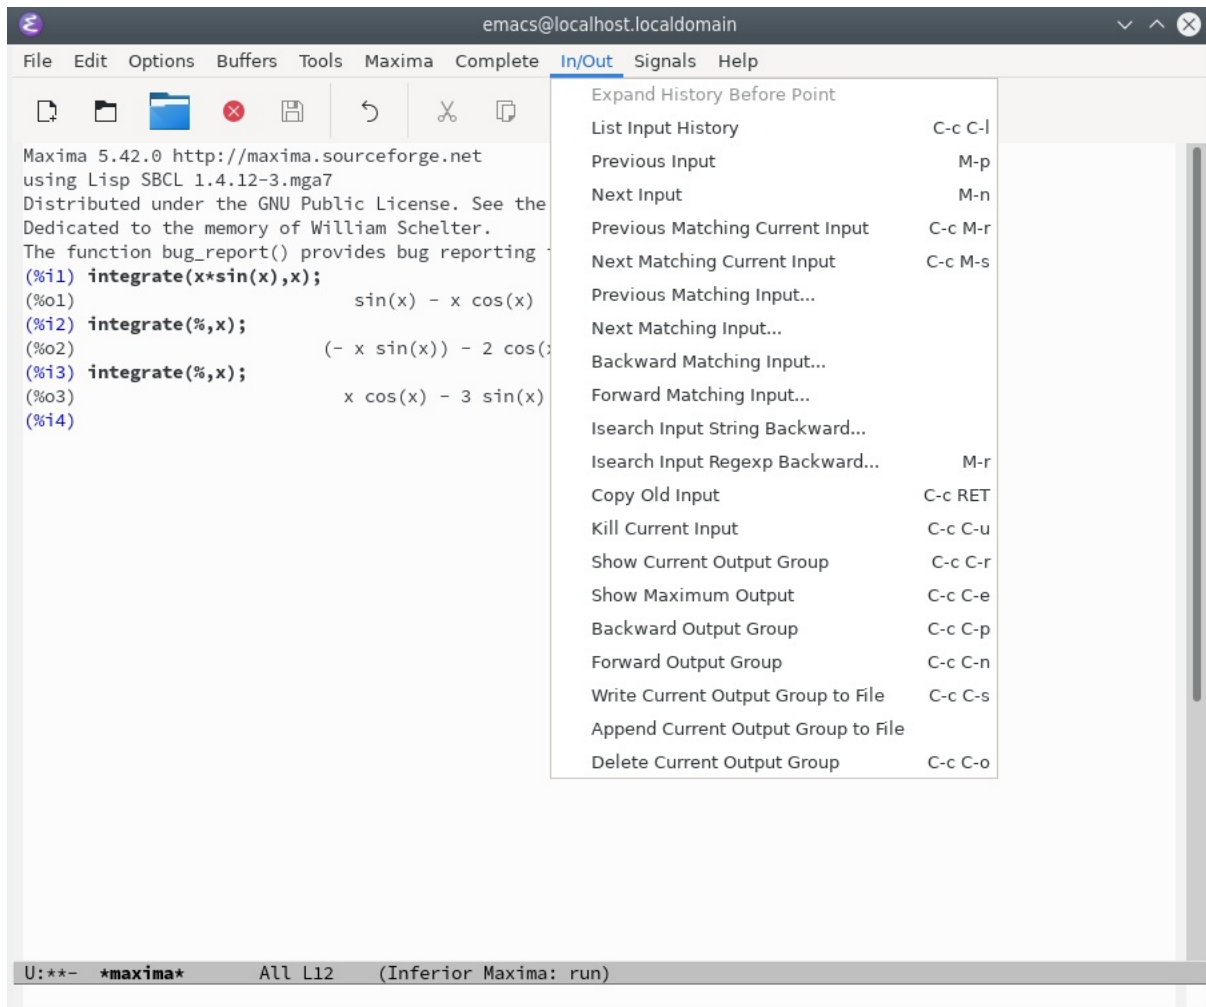 emacs@localhost.localdomain
File Edit Options Buffers Tools Maxima Complete In/Out Signals Help
Maxima 5.42.0 http://maxima.sourceforge.net
using Lisp SBCL 1.4.12-3.mga7
Distributed under the GNU Public License. See the
Dedicated to the memory of William Schelter.
The function bug_report() provides bug reporting
(%i1) integrate(x*sin(x),x);
(%o1) sin(x) - x cos(x)
(%i2) integrate(%,x);
(%o2) (- x sin(x)) - 2 cos(
(%i3) integrate(%,x);
(%o3) x cos(x) - 3 sin(x)
(%i4)
Expand History Before Point
List Input History C-c C-l
Previous Input M-p
Next Input M-n
Previous Matching Current Input C-c M-r
Next Matching Current Input C-c M-s
Previous Matching Input...
Next Matching Input...
Backward Matching Input...
Forward Matching Input...
Isearch Input String Backward...
Isearch Input Regexp Backward... M-r
Copy Old Input C-c RET
Kill Current Input C-c C-u
Show Current Output Group C-c C-r
Show Maximum Output C-c C-e
Backward Output Group C-c C-p
Forward Output Group C-c C-n
Write Current Output Group to File C-c C-s
Append Current Output Group to File
Delete Current Output Group C-c C-o
U:**- *maxima* All L12 (Inferior Maxima: run)